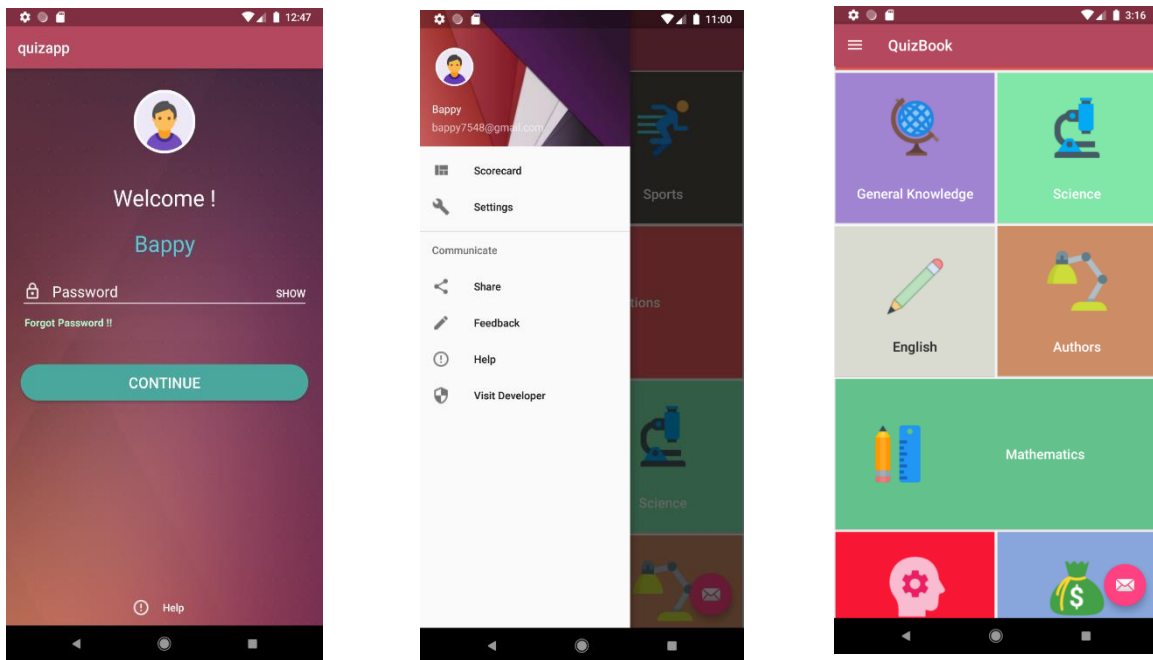 12:47
quizapp
Welcome !
Bappy
Password SHOW
Forgot Password !!
CONTINUE
Help
11:00
Bappy
bappy7548@gmail.com
Scorecard
Settings
Communicate
Share
Feedback
Help
Visit Developer
Sports
tions
Science
3:16
QuizBook
General Knowledge Science
English Authors
Mathematics
$